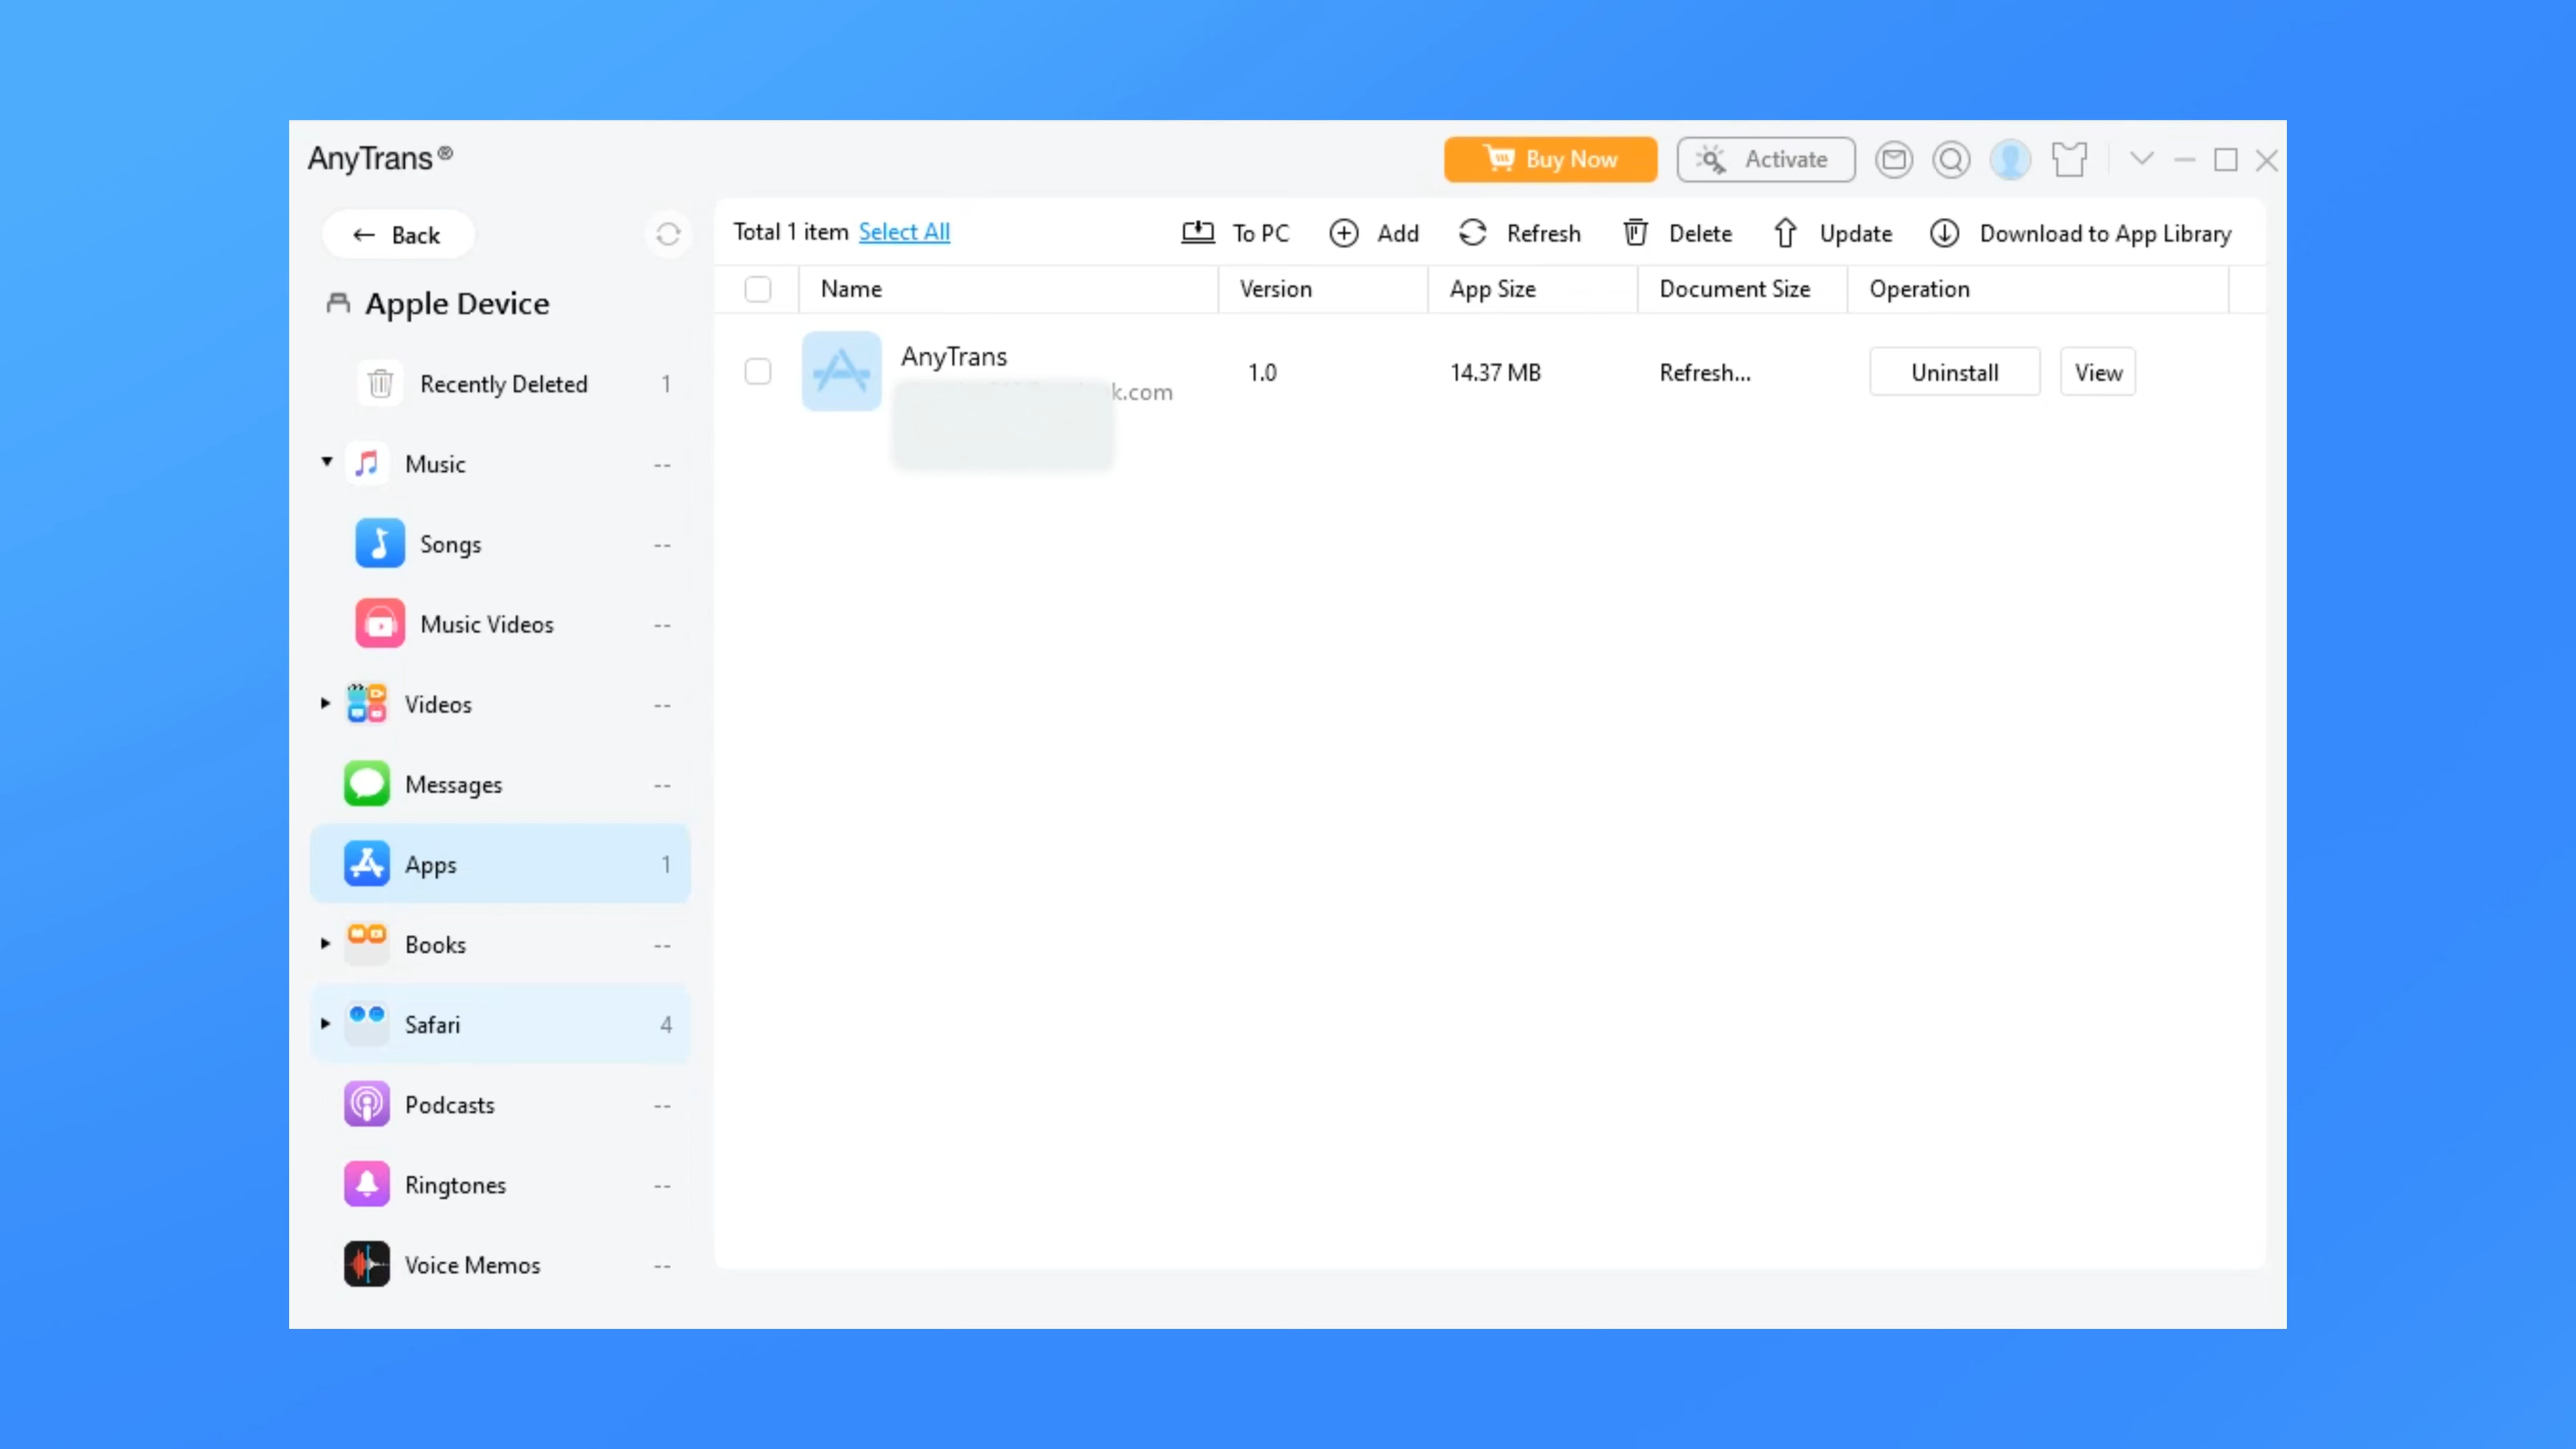 AnyTrans®
Buy Now
Activate
Back
Apple Device
Recently Deleted 1
Music --
Songs --
Music Videos --
Videos --
Messages --
Apps 1
Books --
Safari 4
Podcasts --
Ringtones --
Voice Memos --
Total 1 item Select All
To PC Add Refresh Delete Update Download to App Library
Name Version App Size Document Size Operation
AnyTrans
k.com
1.0 14.37 MB Refresh... Uninstall View